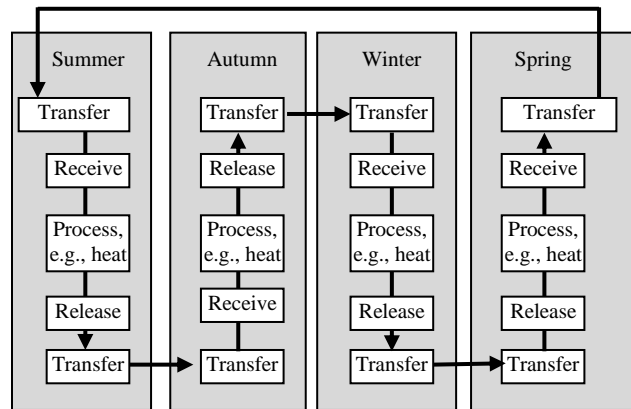 Summer
Transfer
Receive
Process,
e.g., heat
Release
Transfer
Autumn
Transfer
Release
Process,
e.g., heat
Receive
Transfer
Winter
Transfer
Receive
Process,
e.g., heat
Release
Transfer
Spring
Transfer
Receive
Process,
e.g., heat
Release
Transfer